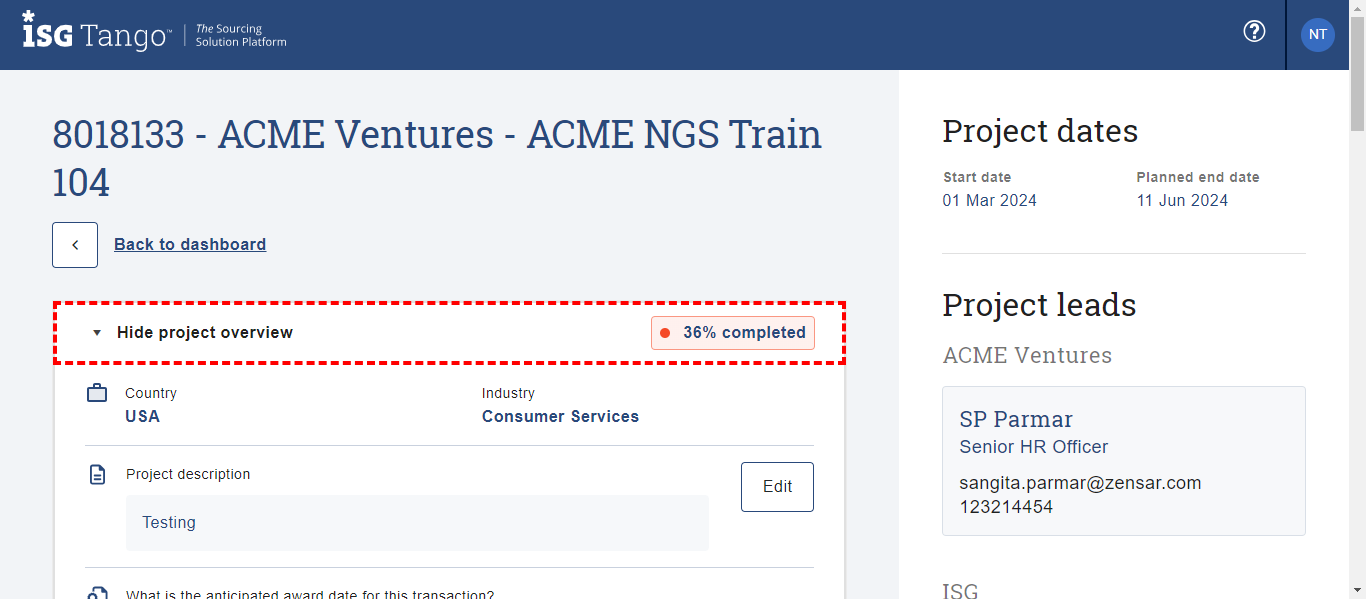 ISG Tango™ The Sourcing
Solution Platform
NT
8018133 - ACME Ventures - ACME NGS Train
104
Back to dashboard
Hide project overview 36% completed
Country Industry
USA Consumer Services
Project description
Edit
Testing
What is the anticipated award date for this transaction?
Project dates
Start date Planned end date
01 Mar 2024 11 Jun 2024
Project leads
ACME Ventures
SP Parmar
Senior HR Officer
sangita.parmar@zensar.com
123214454
ISG